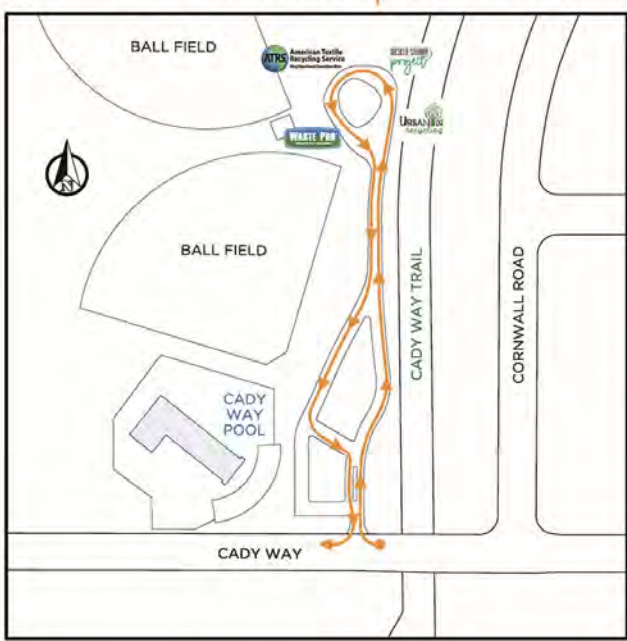 BALL FIELD
ATRS
American Textile
Recycling Service
project
URBAN
recycling
WASTE PRO
N
BALL FIELD
CADY WAY TRAIL
CORNWALL ROAD
CADY
WAY
POOL
CADY WAY